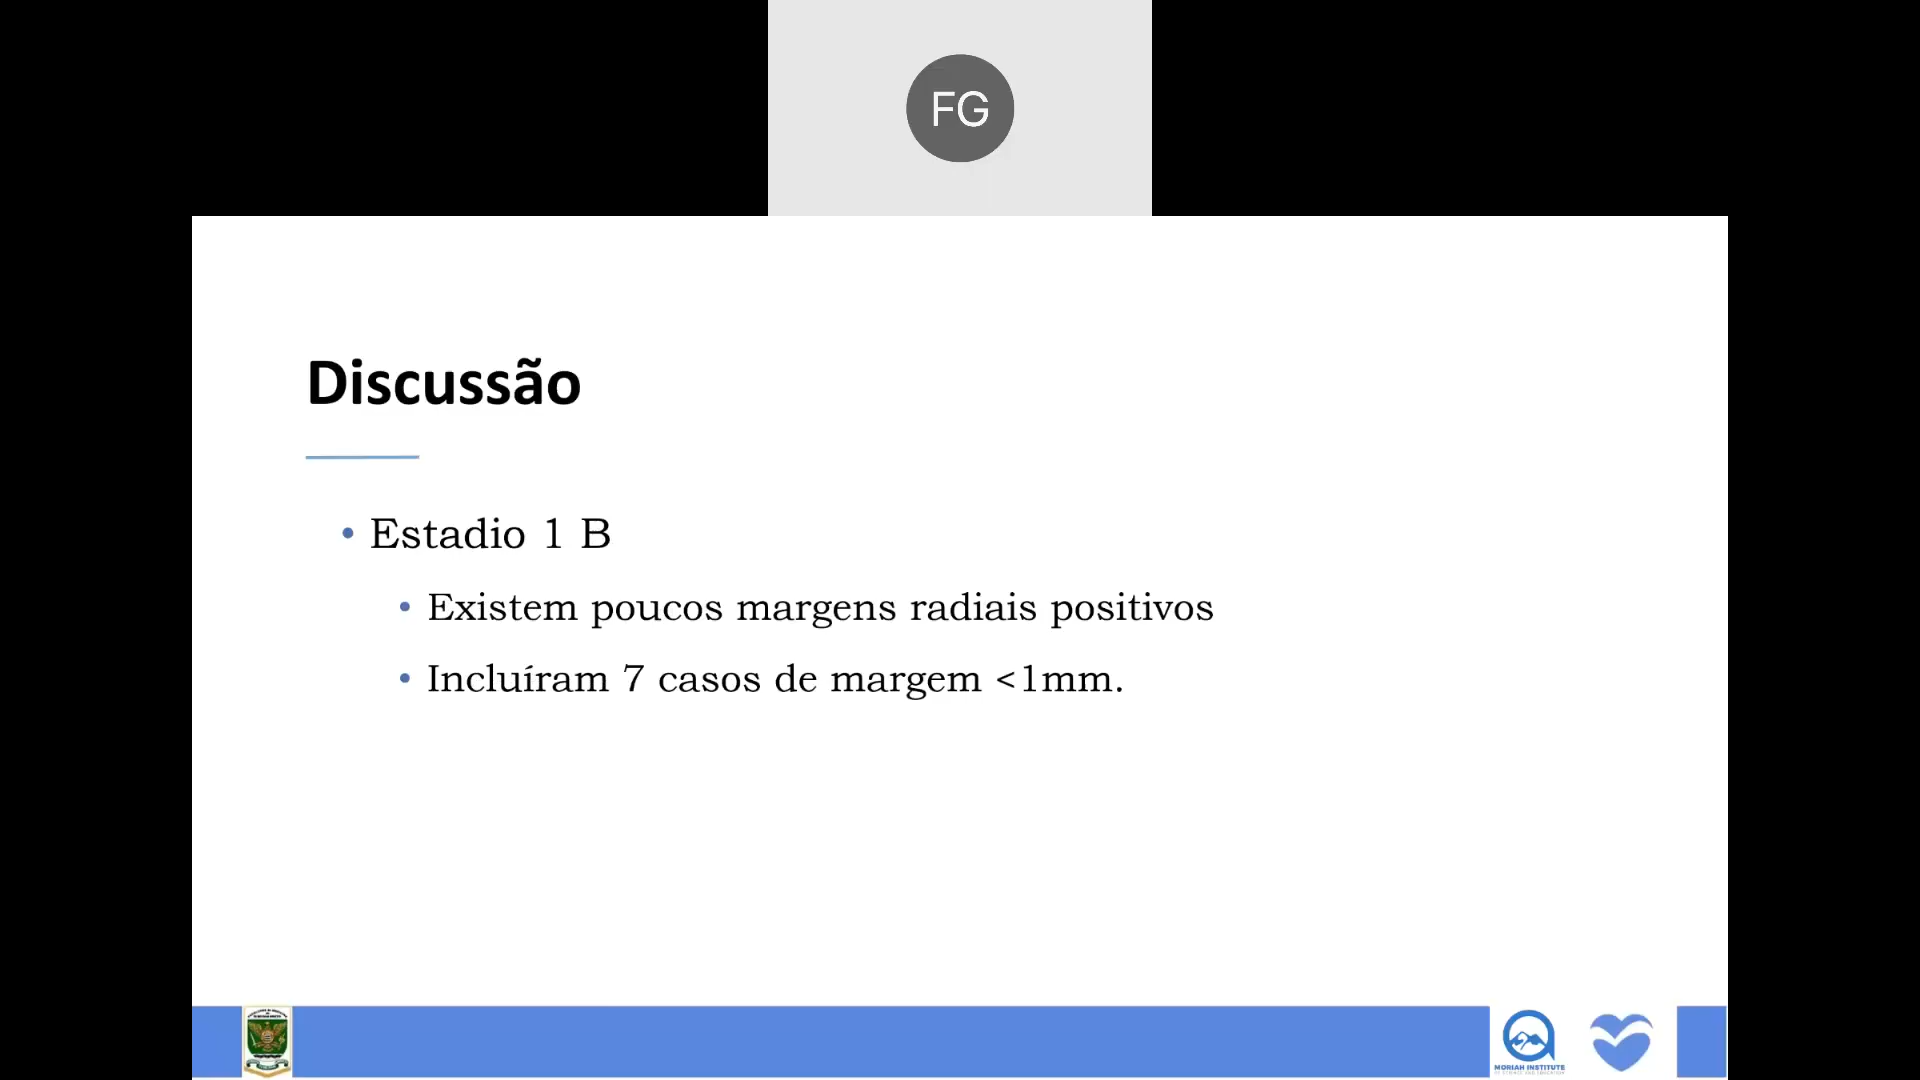 FG
Discussão
• Estadio 1 B
• Existem poucos margens radiais positivos
• Incluíram 7 casos de margem <1mm.
MORIAH INSTITUTE